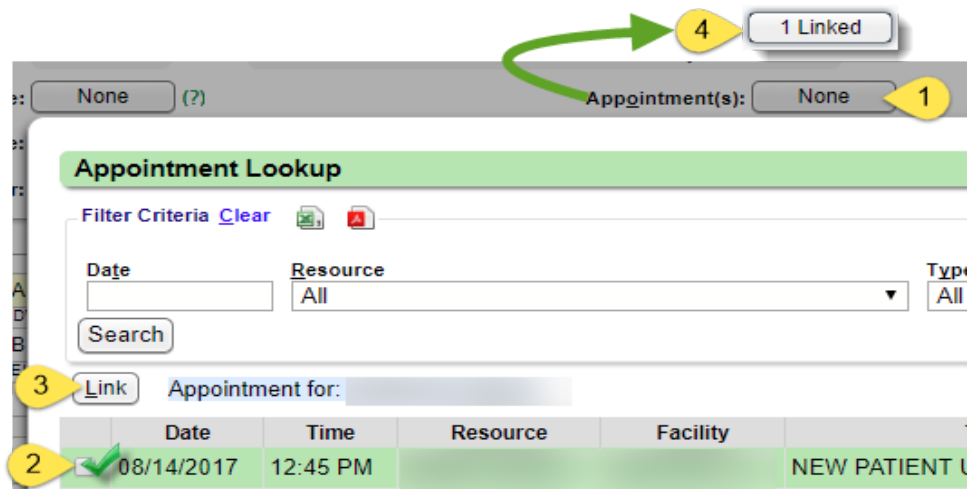 4 1 Linked
e: None (?) Appointment(s): None 1
e:
r:
Appointment Lookup
Filter Criteria Clear
Date Resource Type
All All
Search
3 Link Appointment for:
Date Time Resource Facility
2 08/14/2017 12:45 PM NEW PATIENT